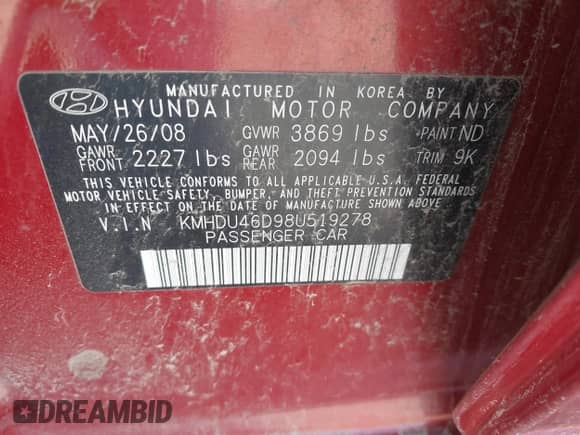 MANUFACTURED IN KOREA BY
HYUNDAI MOTOR COMPANY
MAY/26/08 GVWR 3869 lbs PAINT ND
GAWR FRONT 2227 lbs GAWR REAR 2094 lbs TRIM 9K
THIS VEHICLE CONFORMS TO ALL APPLICABLE U.S.A. FEDERAL
MOTOR VEHICLE SAFETY, BUMPER, AND THEFT PREVENTION STANDARDS
IN EFFECT ON THE DATE OF MANUFACTURE SHOWN ABOVE
V.I.N KMHDU46D98U519278
PASSENGER CAR
DREAMBID